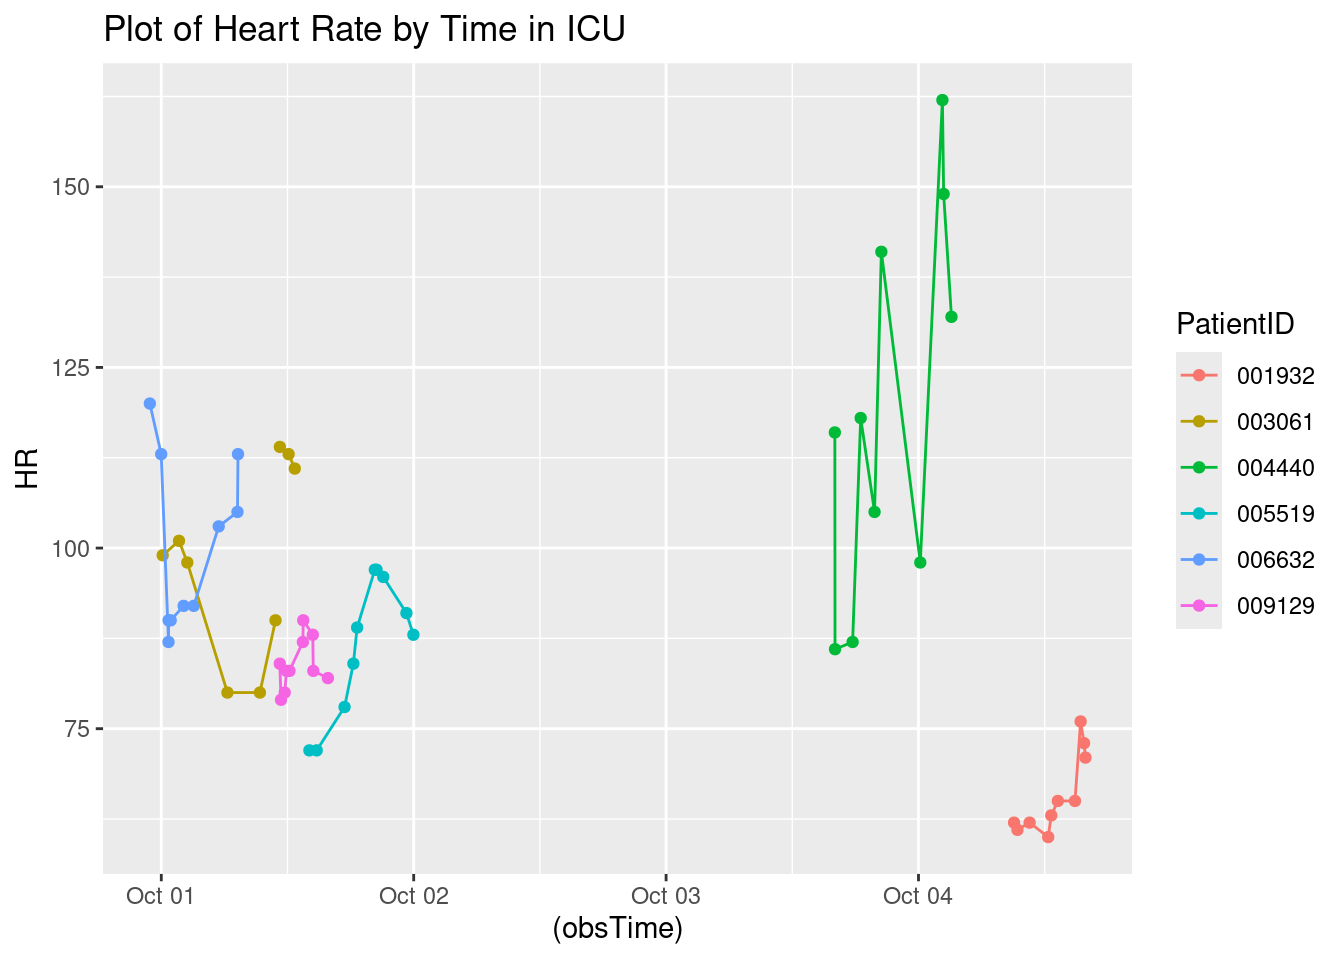 Plot of Heart Rate by Time in ICU
150
125
100
75
HR
Oct 01
Oct 02
Oct 03
Oct 04
(obsTime)
PatientID
001932
003061
004440
005519
006632
009129